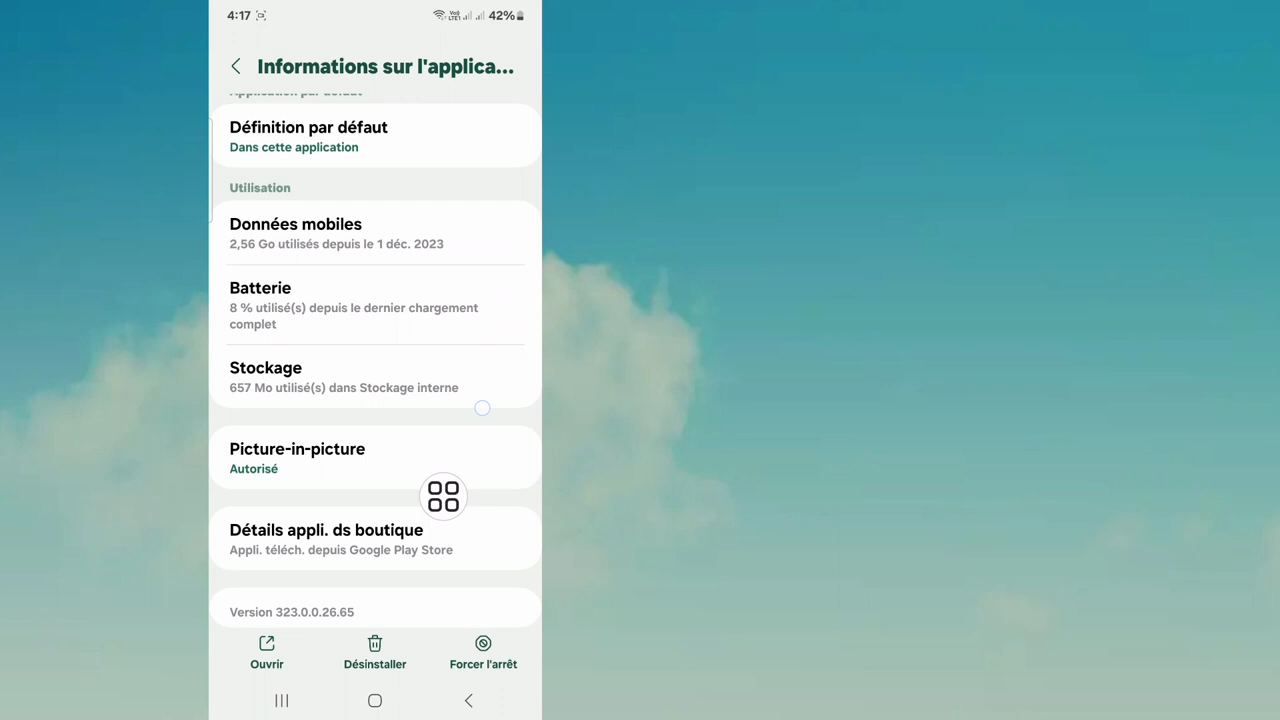 4:17
VoB LTE1 42%
Informations sur l'applica...
Application par défaut
Définition par défaut
Dans cette application
Utilisation
Données mobiles
2,56 Go utilisés depuis le 1 déc. 2023
Batterie
8 % utilisé(s) depuis le dernier chargement
complet
Stockage
657 Mo utilisé(s) dans Stockage interne
Picture-in-picture
Autorisé
Détails appli. ds boutique
Appli. téléch. depuis Google Play Store
Version 323.0.0.26.65
Ouvrir
Désinstaller
Forcer l'arrêt